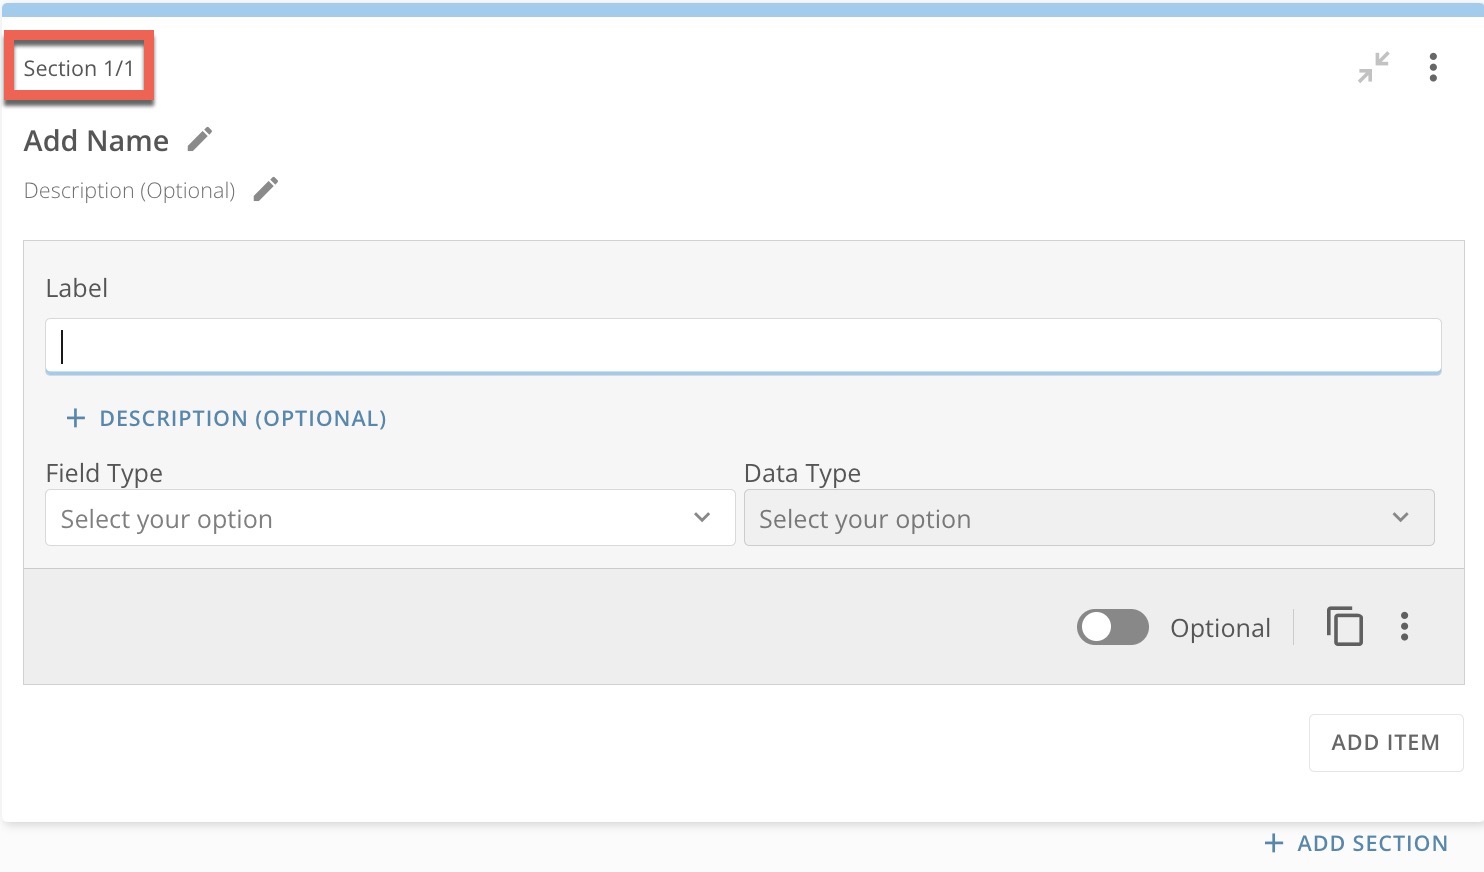 Section 1/1
Add Name
Description (Optional)
Label
+ DESCRIPTION (OPTIONAL)
Field Type Data Type
Select your option Select your option
Optional
ADD ITEM
+ ADD SECTION